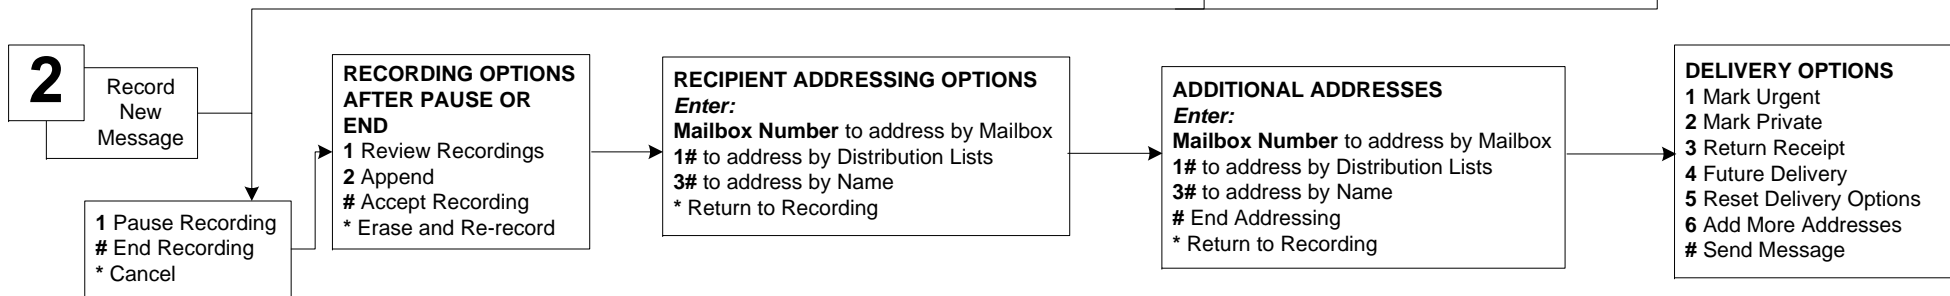 2
Record
New
Message
1 Pause Recording
# End Recording
* Cancel
RECORDING OPTIONS
AFTER PAUSE OR
END
1 Review Recordings
2 Append
# Accept Recording
* Erase and Re-record
RECIPIENT ADDRESSING OPTIONS
Enter:
Mailbox Number to address by Mailbox
1# to address by Distribution Lists
3# to address by Name
* Return to Recording
ADDITIONAL ADDRESSES
Enter:
Mailbox Number to address by Mailbox
1# to address by Distribution Lists
3# to address by Name
# End Addressing
* Return to Recording
DELIVERY OPTIONS
1 Mark Urgent
2 Mark Private
3 Return Receipt
4 Future Delivery
5 Reset Delivery Options
6 Add More Addresses
# Send Message